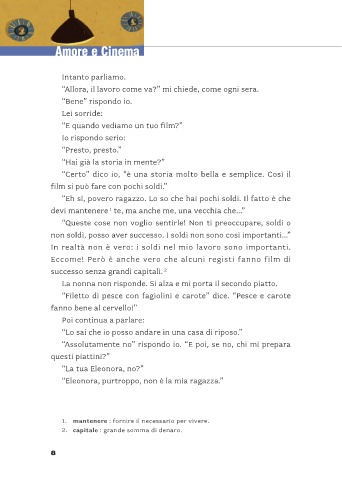 Amore e Cinema
Intanto parliamo.
“Allora, il lavoro come va?” mi chiede, come ogni sera.
“Bene” rispondo io.
Lei sorride:
“E quando vediamo un tuo film?”
Io rispondo serio:
“Presto, presto.”
“Hai già la storia in mente?”
“Certo” dico io, “è una storia molto bella e semplice. Così il
film si può fare con pochi soldi.”
“Eh sì, povero ragazzo. Lo so che hai pochi soldi. Il fatto è che
devi mantenere 1 te, ma anche me, una vecchia che...”
“Queste cose non voglio sentirle! Non ti preoccupare, soldi o
non soldi, posso aver successo. I soldi non sono così importanti...”
In realtà non è vero: i soldi nel mio lavoro sono importanti.
Eccome! Però è anche vero che alcuni registi fanno film di
successo senza grandi capitali. 2
La nonna non risponde. Si alza e mi porta il secondo piatto.
“Filetto di pesce con fagiolini e carote” dice. “Pesce e carote
fanno bene al cervello!”
Poi continua a parlare:
“Lo sai che io posso andare in una casa di riposo.”
“Assolutamente no” rispondo io. “E poi, se no, chi mi prepara
questi piattini?”
“La tua Eleonora, no?”
“Eleonora, purtroppo, non è la mia ragazza.”
1. mantenere : fornire il necessario per vivere.
2. capitale : grande somma di denaro.
8